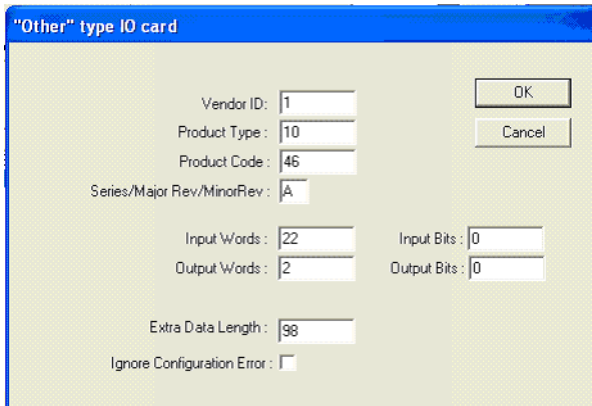 "Other" type IO card
Vendor ID: 1
OK
Product Type : 10
Cancel
Product Code : 46
Series/Major Rev/MinorRev : A
Input Words : 22 Input Bits : 0
Output Words : 2 Output Bits : 0
Extra Data Length : 98
Ignore Configuration Error :